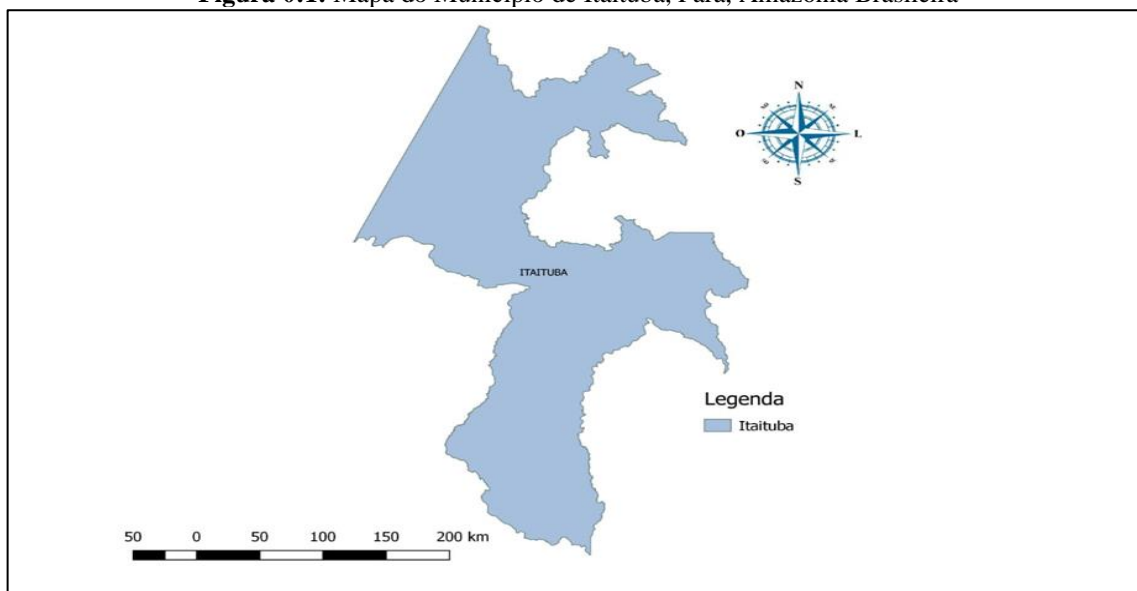 Figura 6.1. Mapa do Município de Itaituba, Pará, Amazônia Brasileira
N
O L
S
ITAITUBA
Legenda
Itaituba
50 0 50 100 150 200 km